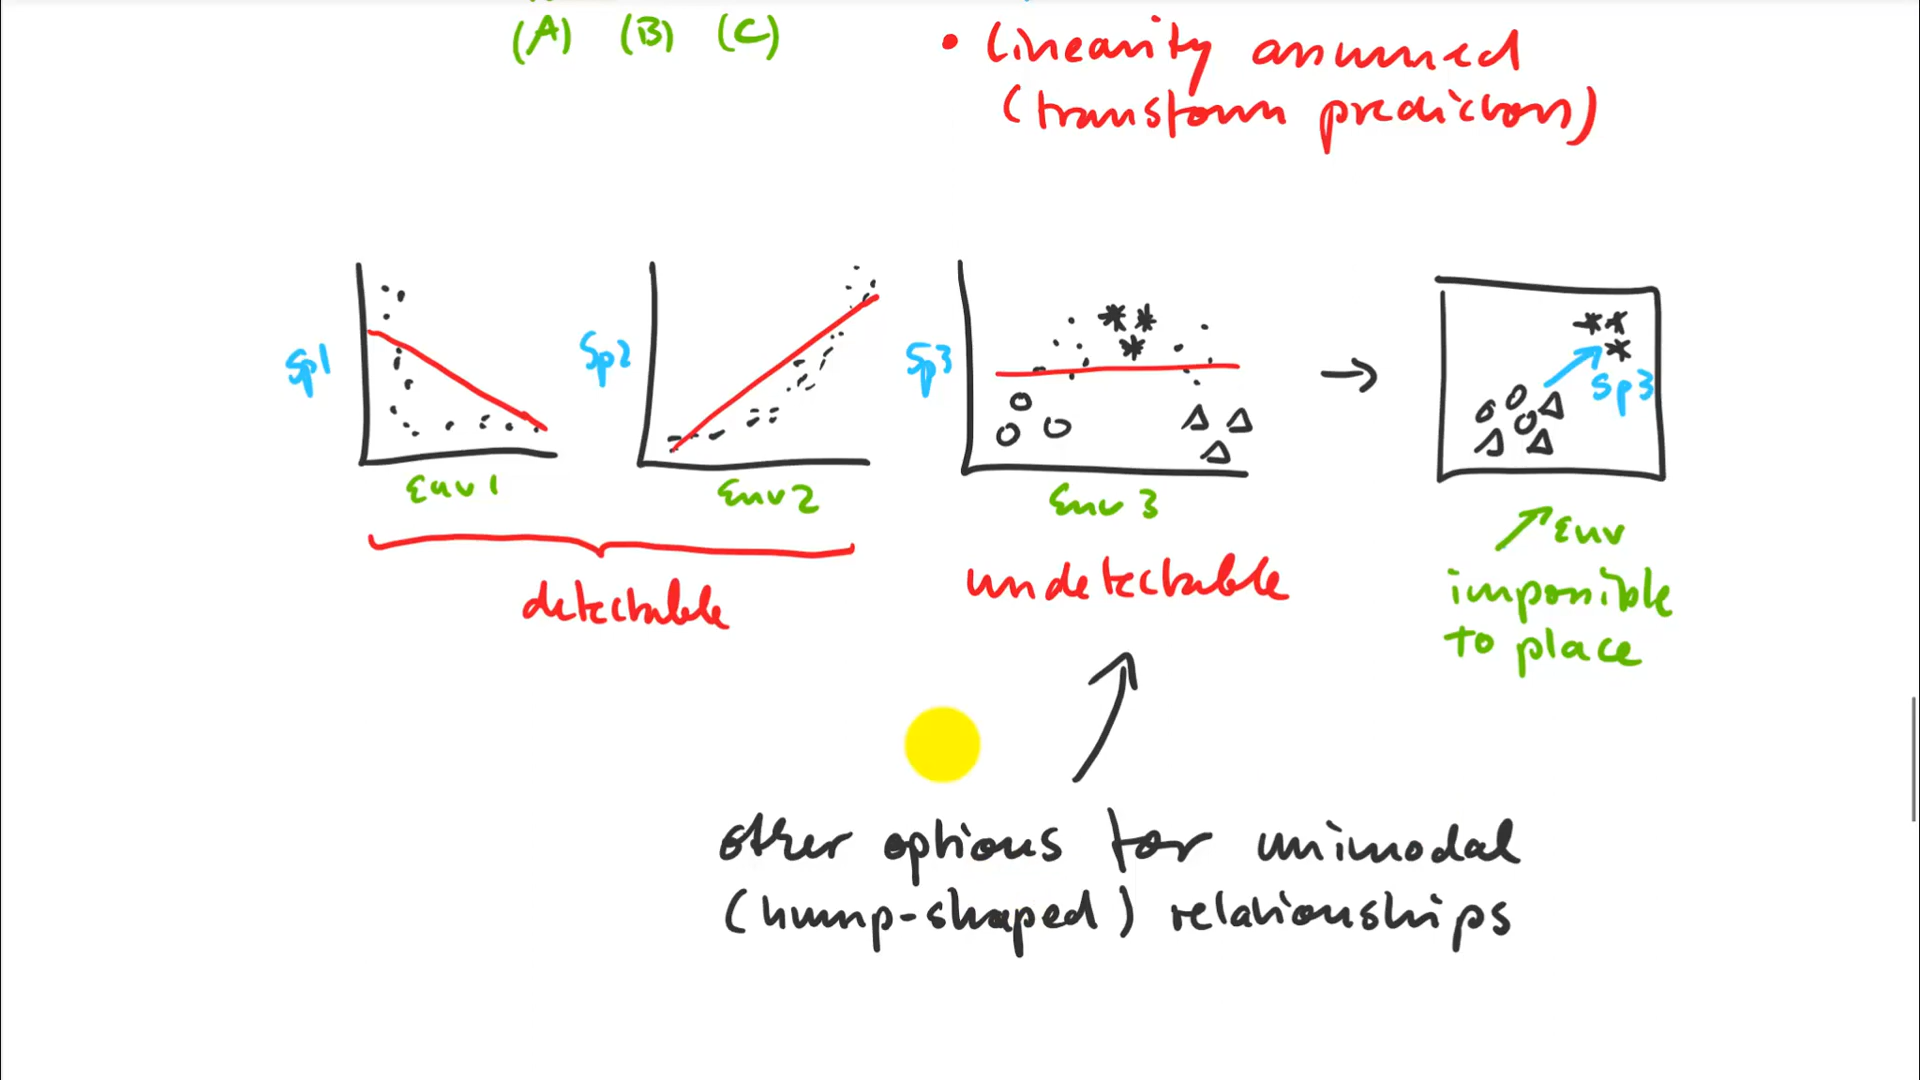 (A) (B) (C)
• Linearity assumed
(transform predictors)
Sp1
Env 1
Sp2
Env 2
Sp3
Env 3
Sp3
detectable
undetectable
Env
impossible
to place
other options for unimodal
(hump-shaped) relationships